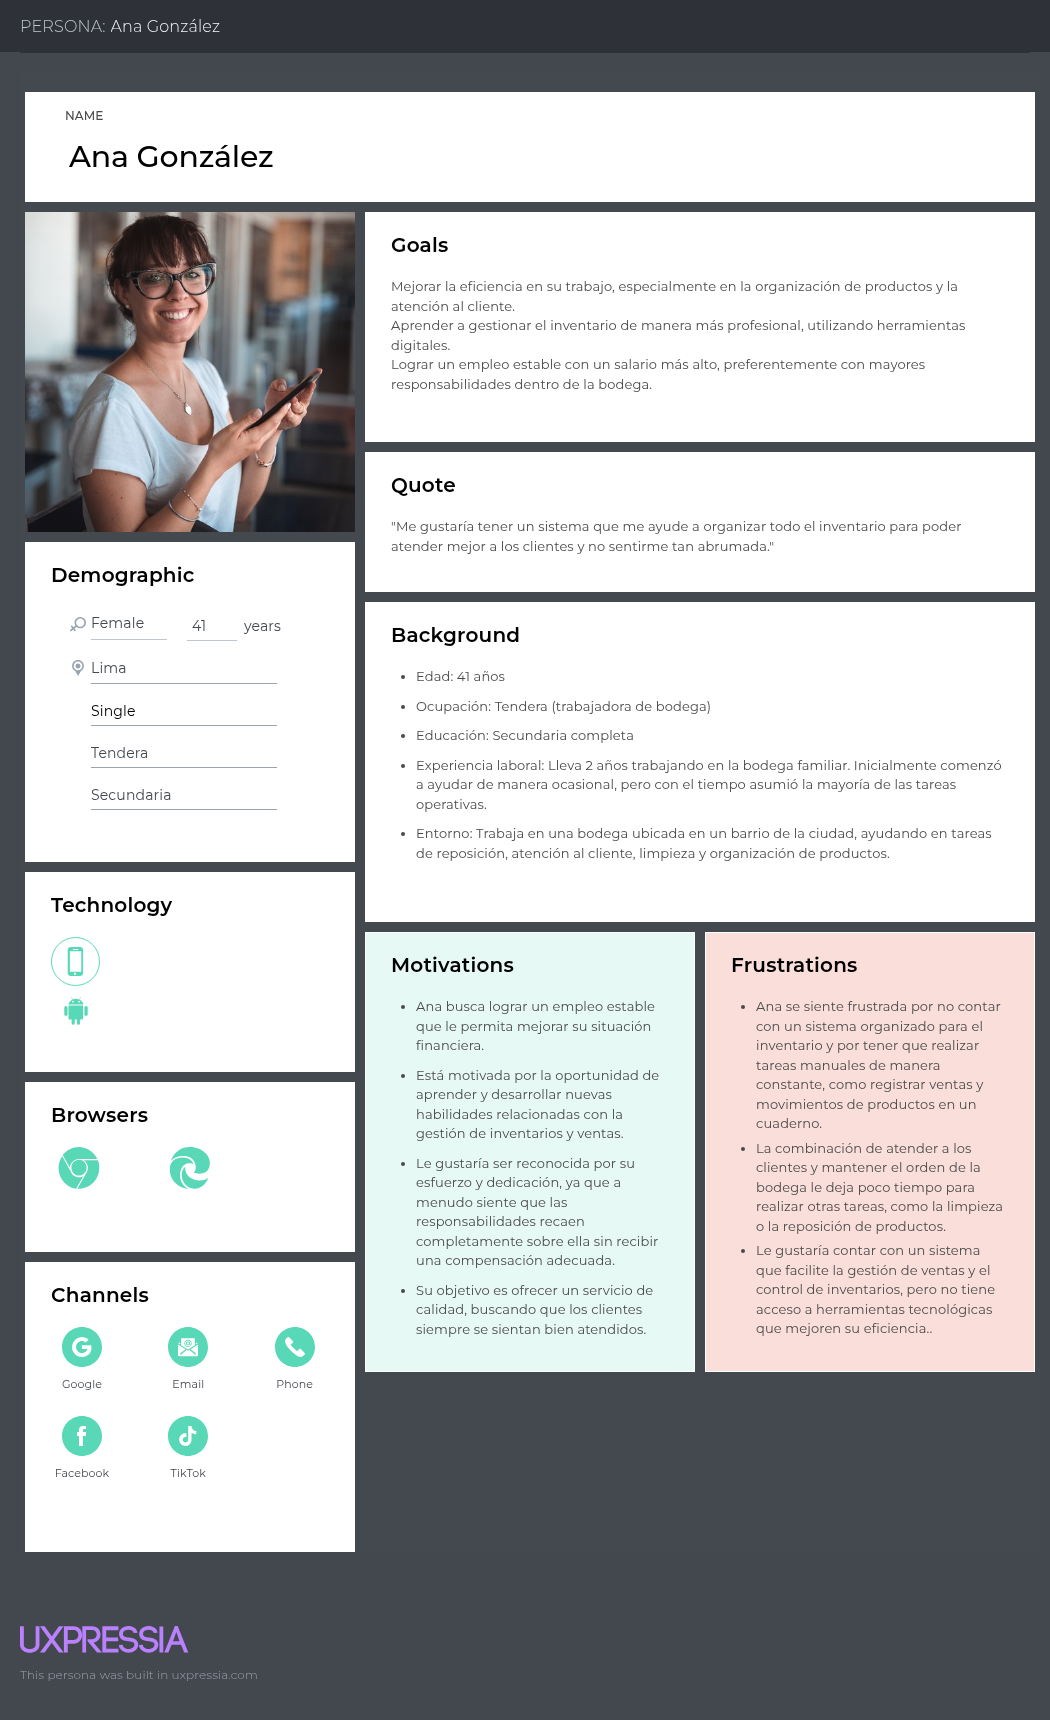 PERSONA: Ana González
NAME
Ana González
Goals
Mejorar la eficiencia en su trabajo, especialmente en la organización de productos y la
atención al cliente.
Aprender a gestionar el inventario de manera más profesional, utilizando herramientas
digitales.
Lograr un empleo estable con un salario más alto, preferentemente con mayores
responsabilidades dentro de la bodega.
Quote
"Me gustaría tener un sistema que me ayude a organizar todo el inventario para poder
atender mejor a los clientes y no sentirme tan abrumada."
Demographic
Female 41 years
Lima
Single
Tendera
Secundaria
Background
• Edad: 41 años
• Ocupación: Tendera (trabajadora de bodega)
• Educación: Secundaria completa
• Experiencia laboral: Lleva 2 años trabajando en la bodega familiar. Inicialmente comenzó
a ayudar de manera ocasional, pero con el tiempo asumió la mayoría de las tareas
operativas.
• Entorno: Trabaja en una bodega ubicada en un barrio de la ciudad, ayudando en tareas
de reposición, atención al cliente, limpieza y organización de productos.
Technology
Browsers
Channels
Google
Email
Phone
Facebook
TikTok
Motivations
• Ana busca lograr un empleo estable
que le permita mejorar su situación
financiera.
• Está motivada por la oportunidad de
aprender y desarrollar nuevas
habilidades relacionadas con la
gestión de inventarios y ventas.
• Le gustaría ser reconocida por su
esfuerzo y dedicación, ya que a
menudo siente que las
responsabilidades recaen
completamente sobre ella sin recibir
una compensación adecuada.
• Su objetivo es ofrecer un servicio de
calidad, buscando que los clientes
siempre se sientan bien atendidos.
Frustrations
• Ana se siente frustrada por no contar
con un sistema organizado para el
inventario y por tener que realizar
tareas manuales de manera
constante, como registrar ventas y
movimientos de productos en un
cuaderno.
• La combinación de atender a los
clientes y mantener el orden de la
bodega le deja poco tiempo para
realizar otras tareas, como la limpieza
o la reposición de productos.
• Le gustaría contar con un sistema
que facilite la gestión de ventas y el
control de inventarios, pero no tiene
acceso a herramientas tecnológicas
que mejoren su eficiencia..
UXPRESSIA
This persona was built in uxpressia.com